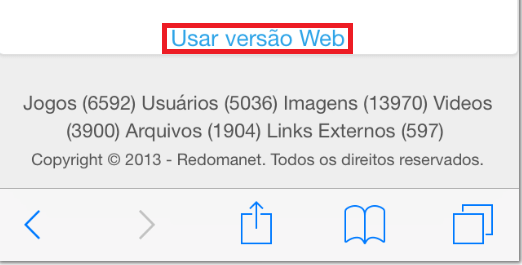 Usar versão Web
Jogos (6592) Usuários (5036) Imagens (13970) Videos
(3900) Arquivos (1904) Links Externos (597)
Copyright © 2013 - Redomanet. Todos os direitos reservados.